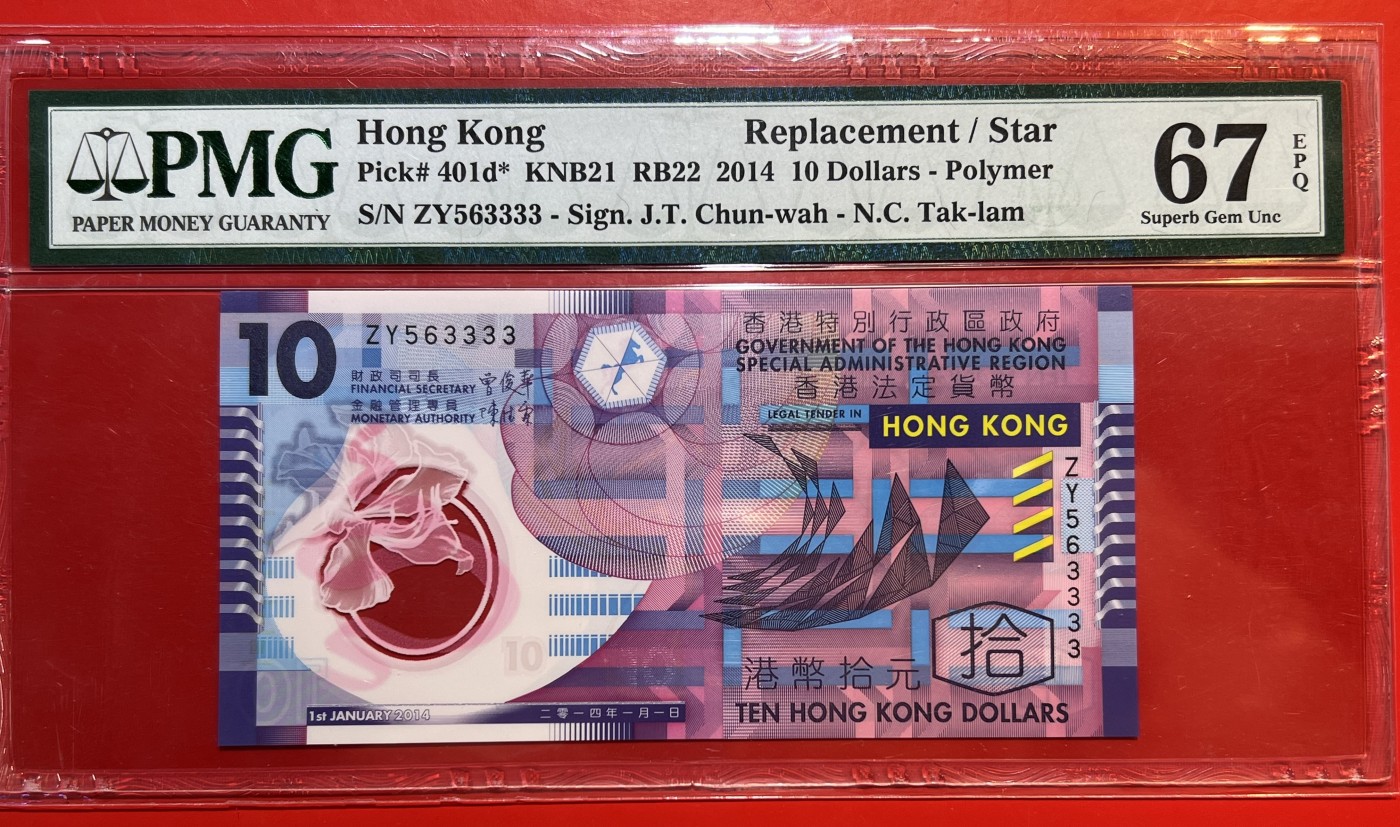 PMG
PAPER MONEY GUARANTY
Hong Kong Replacement / Star
Pick# 401d* KNB21 RB22 2014 10 Dollars - Polymer
S/N ZY563333 - Sign. J.T. Chun-wah - N.C. Tak-lam
67
EPQ
Superb Gem Unc
10
ZY563333
財政司司長
FINANCIAL SECRETARY
金融管理專員
MONETARY AUTHORITY
香港特別行政區政府
GOVERNMENT OF THE HONG KONG
SPECIAL ADMINISTRATIVE REGION
香港法定貨幣
LEGAL TENDER IN
HONG KONG
ZY563333
10
拾
港幣拾元
TEN HONG KONG DOLLARS
1st JANUARY 2014
二零一四年一月一日